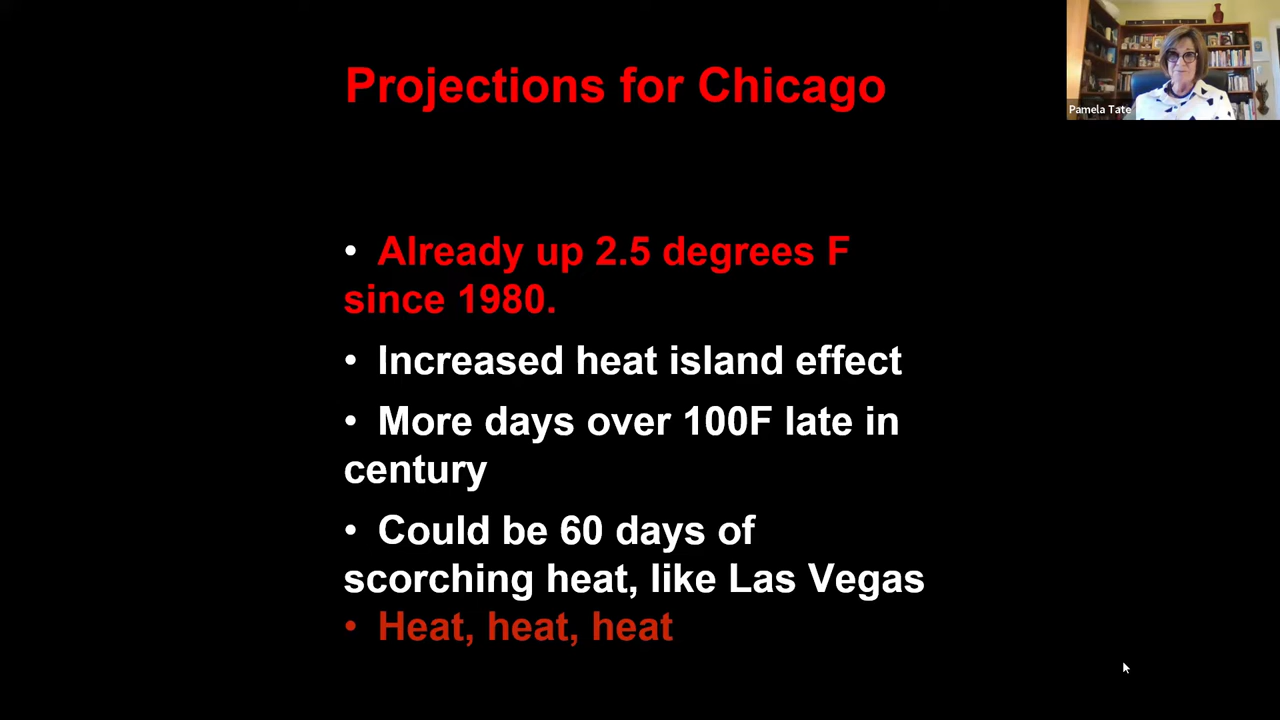 Projections for Chicago
Pamela Tate
• Already up 2.5 degrees F
since 1980.
• Increased heat island effect
• More days over 100F late in
century
• Could be 60 days of
scorching heat, like Las Vegas
• Heat, heat, heat